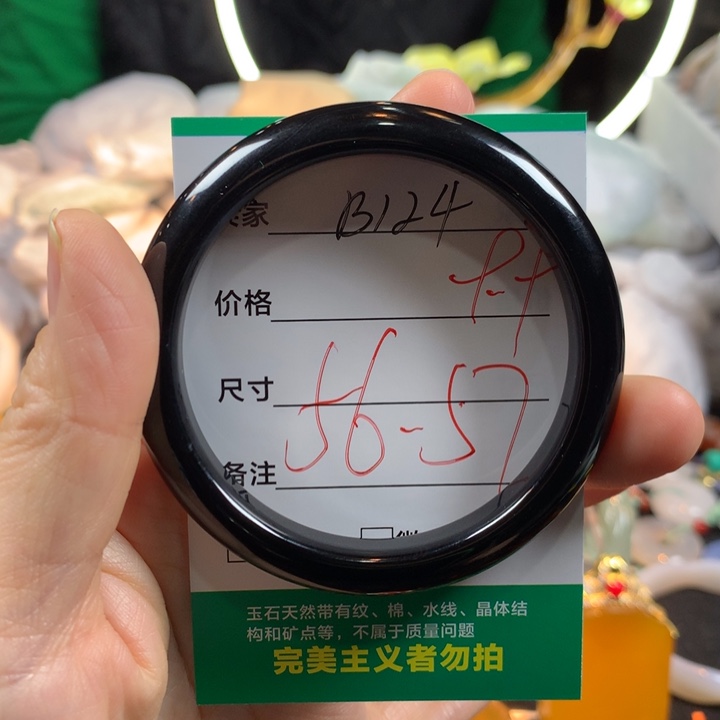 家 B124
价格
尺寸 56-57
备注
玉石天然带有纹、棉、水线、晶体结
构和矿点等，不属于质量问题
完美主义者勿拍